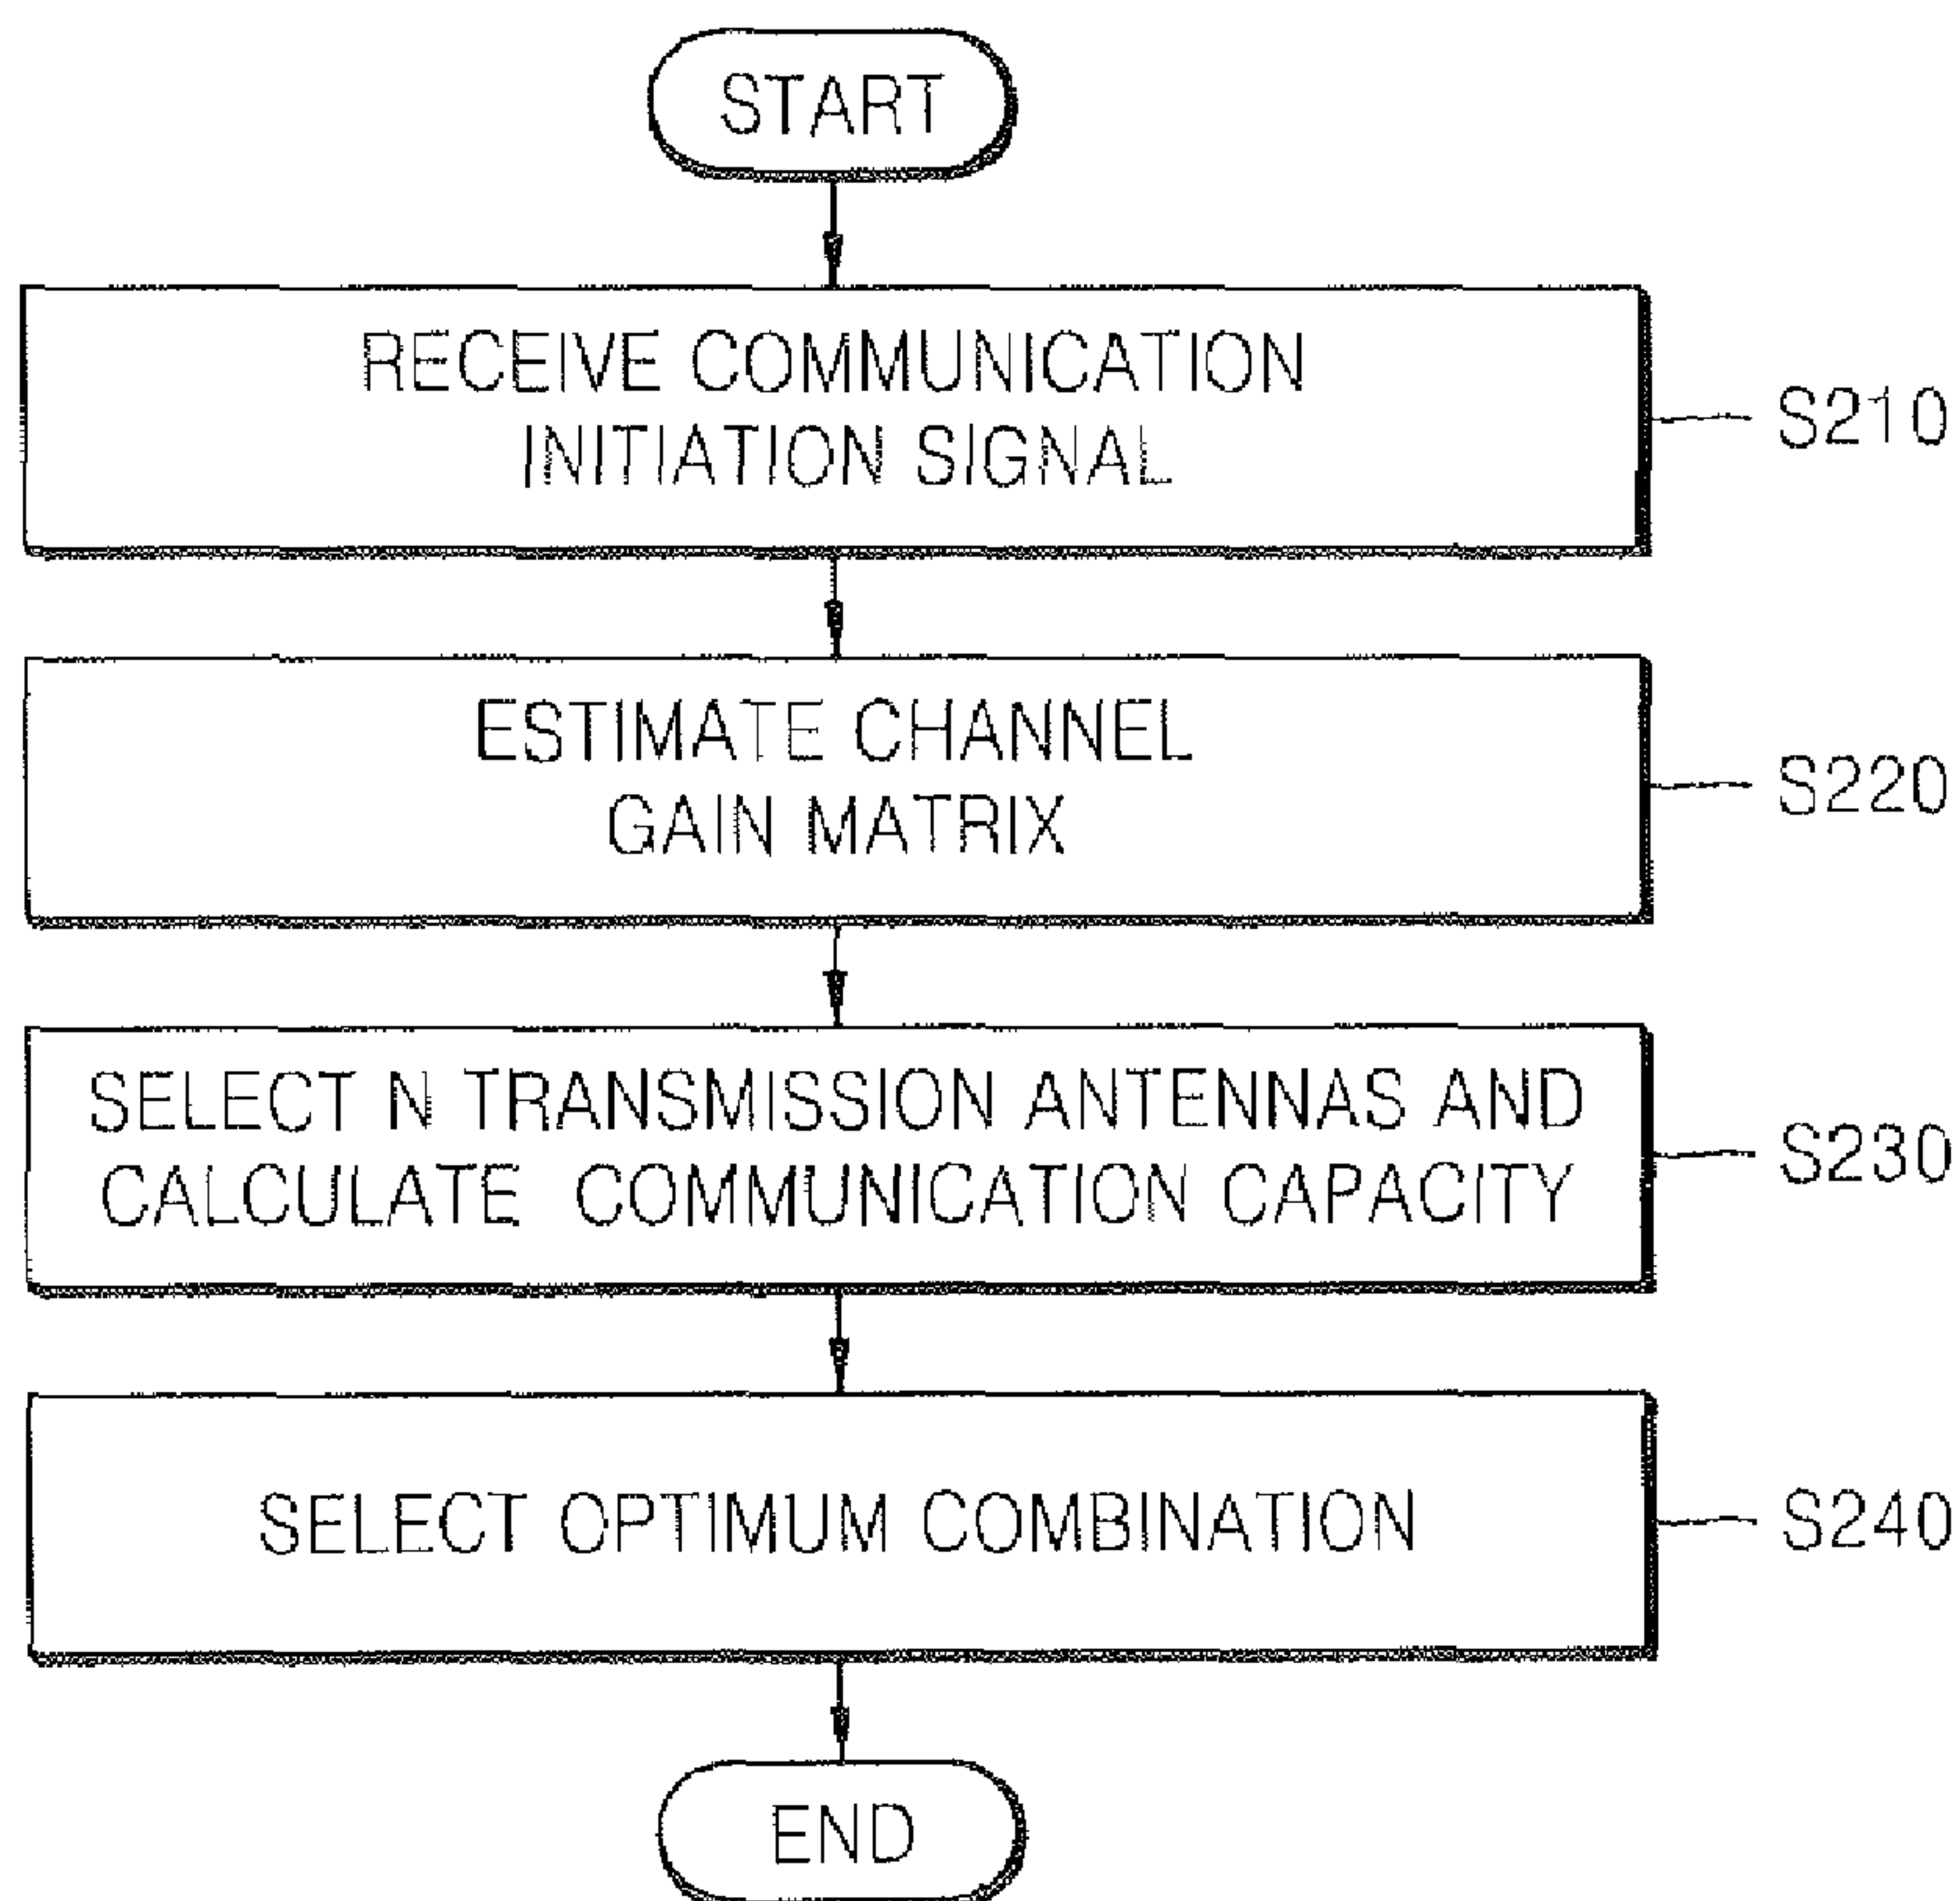 START
RECEIVE COMMUNICATION
INITIATION SIGNAL
S210
ESTIMATE CHANNEL
GAIN MATRIX
S220
SELECT N TRANSMISSION ANTENNAS AND
CALCULATE COMMUNICATION CAPACITY
S230
SELECT OPTIMUM COMBINATION
S240
END